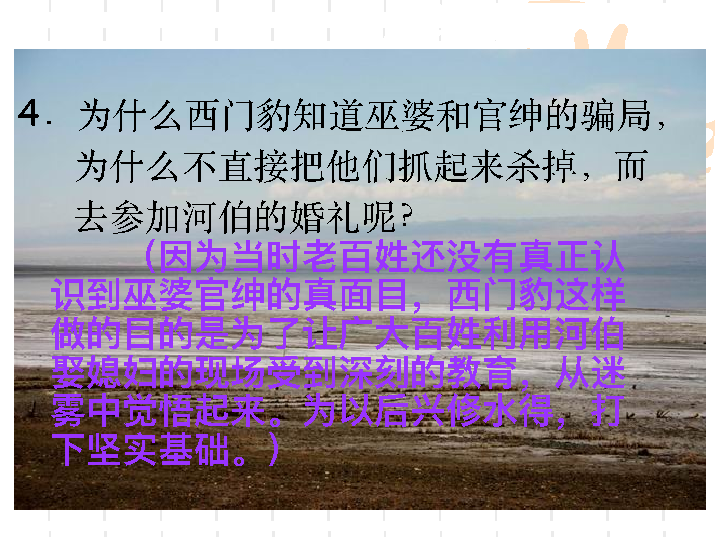 4. 为什么西门豹知道巫婆和官绅的骗局，
为什么不直接把他们抓起来杀掉，而
去参加河伯的婚礼呢?
（因为当时老百姓还没有真正认
识到巫婆官绅的真面目，西门豹这样
做的目的是为了让广大百姓利用河伯
娶媳妇的现场受到深刻的教育，从迷
雾中觉悟起来。为以后兴修水得，打
下坚实基础。）